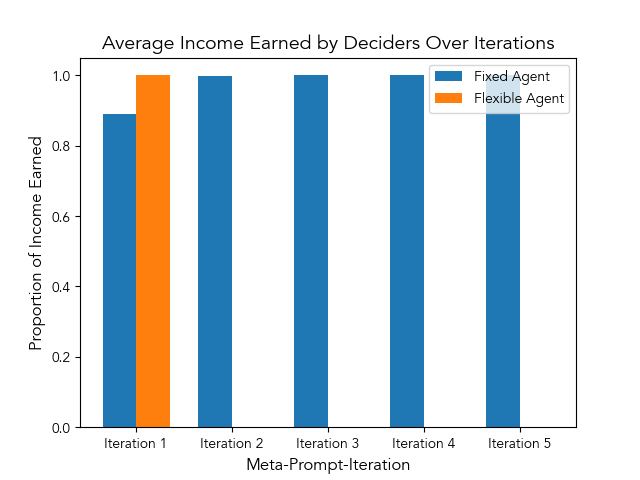 Average Income Earned by Deciders Over Iterations
Fixed Agent
Flexible Agent
Proportion of Income Earned
1.0
0.8
0.6
0.4
0.2
0.0
Iteration 1
Iteration 2
Iteration 3
Iteration 4
Iteration 5
Meta-Prompt-Iteration